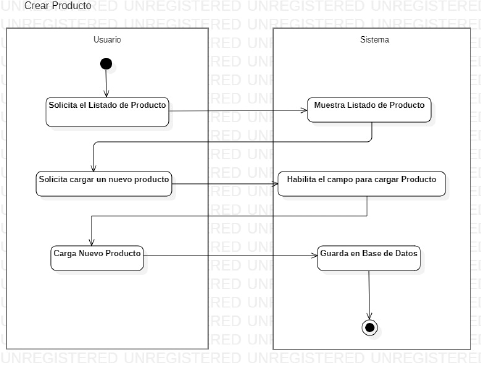 Crear Producto
Usuario
Sistema
Solicita el Listado de Producto
Muestra Listado de Producto
Solicita cargar un nuevo producto
Habilita el campo para cargar Producto
Carga Nuevo Producto
Guarda en Base de Datos
UNREGISTERED UNREGISTERED UNREGISTERED UNREGISTERED